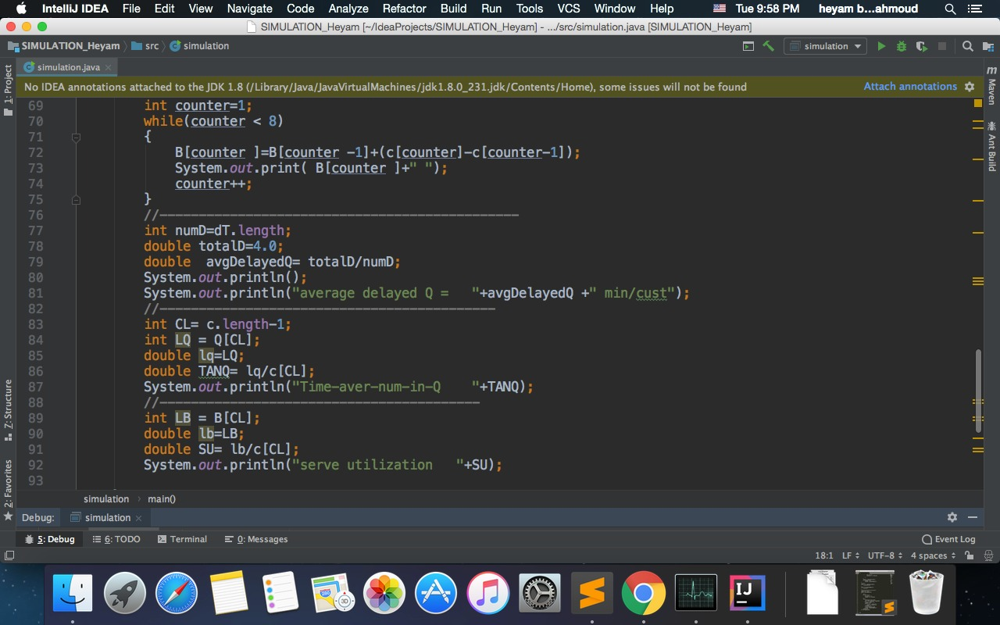 IntelliJ IDEA File Edit View Navigate Code Analyze Refactor Build Run Tools VCS Window Help Tue 9:58 PM heyam b...ahmoud
SIMULATION_Heyam [~/IdeaProjects/SIMULATION_Heyam] - .../src/simulation.java [SIMULATION_Heyam]
SIMULATION_Heyam src simulation simulation
simulation.java
No IDEA annotations attached to the JDK 1.8 (/Library/Java/JavaVirtualMachines/jdk1.8.0_231.jdk/Contents/Home), some issues will not be found Attach annotations
69 int counter=1;
70 while(counter < 8)
71 {
72 B[counter ]=B[counter -1]+(c[counter]-c[counter-1]);
73 System.out.print( B[counter ]+" ");
74 counter++;
75 }
76 //----------------------------------------------
77 int numD=dT.length;
78 double totalD=4.0;
79 double  avgDelayedQ= totalD/numD;
80 System.out.println();
81 System.out.println("average delayed Q =   "+avgDelayedQ +" min/cust");
82 //-------------------------------------------
83 int CL= c.length-1;
84 int LQ = Q[CL];
85 double lq=LQ;
86 double TANQ= lq/c[CL];
87 System.out.println("Time-aver-num-in-Q    "+TANQ);
88 //-----------------------------------------
89 int LB = B[CL];
90 double lb=LB;
91 double SU= lb/c[CL];
92 System.out.println("serve utilization   "+SU);
93
simulation main()
Debug: simulation
5: Debug 6: TODO Terminal 0: Messages Event Log
18:1 LF UTF-8 4 spaces
1: Project
7: Structure
2: Favorites
m Maven
Ant Build
280
3D
IJ